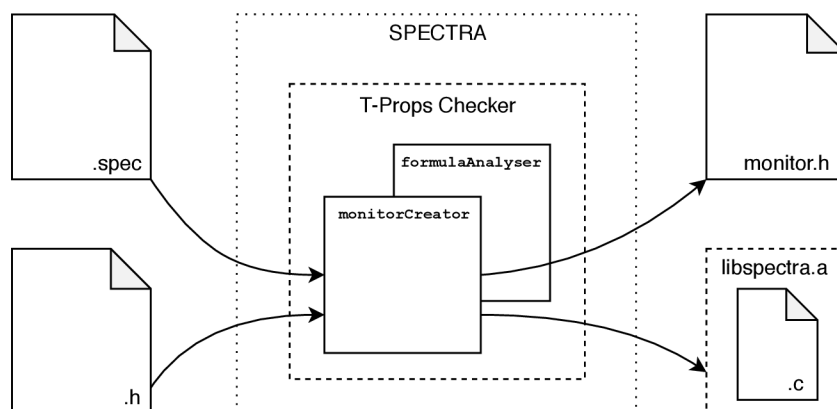 SPECTRA
T-Props Checker
formulaAnalyser
.spec
monitor.h
monitorCreator
libspectra.a
.h
.c